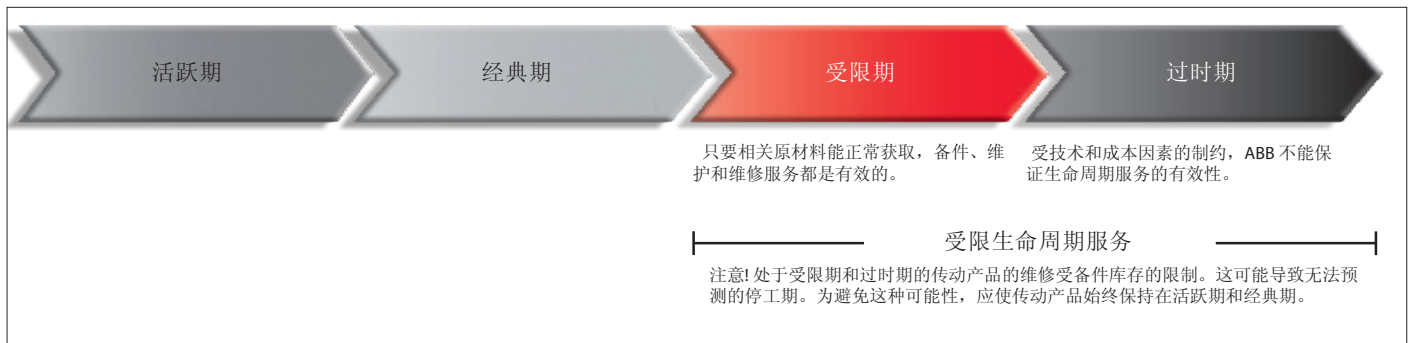 活跃期
经典期
受限期
过时期
只要相关原材料能正常获取，备件、维
护和维修服务都是有效的。
受技术和成本因素的制约，ABB 不能保
证生命周期服务的有效性。
受限生命周期服务
注意! 处于受限期和过时期的传动产品的维修受备件库存的限制。这可能导致无法预
测的停工期。为避免这种可能性，应使传动产品始终保持在活跃期和经典期。